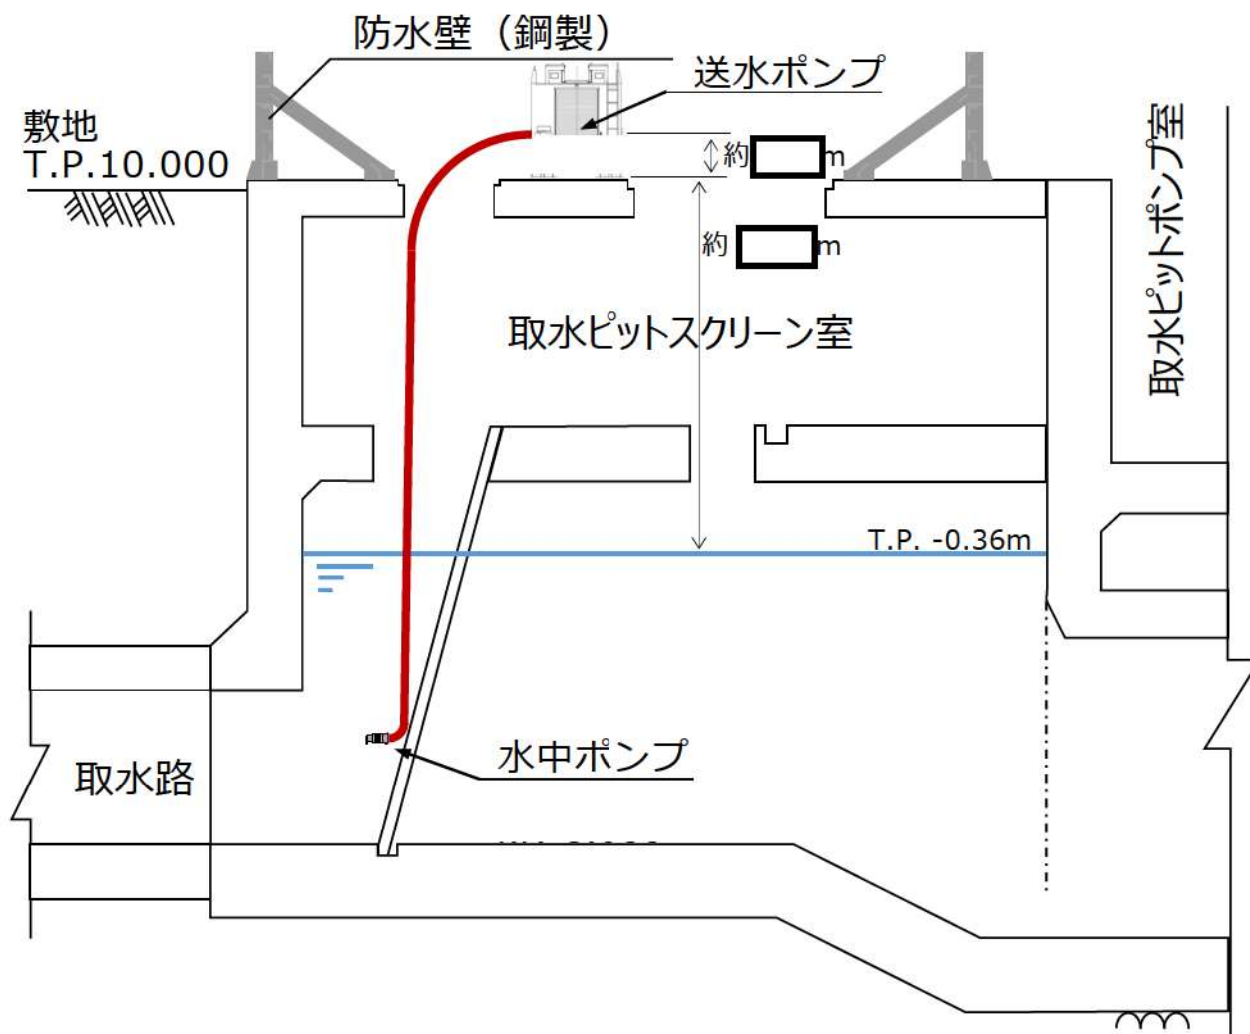 防水壁（鋼製）
送水ポンプ
敷地
T.P.10.000
約 m
約 m
取水ピットスクリーン室
取水ピットポンプ室
T.P. -0.36m
水中ポンプ
取水路